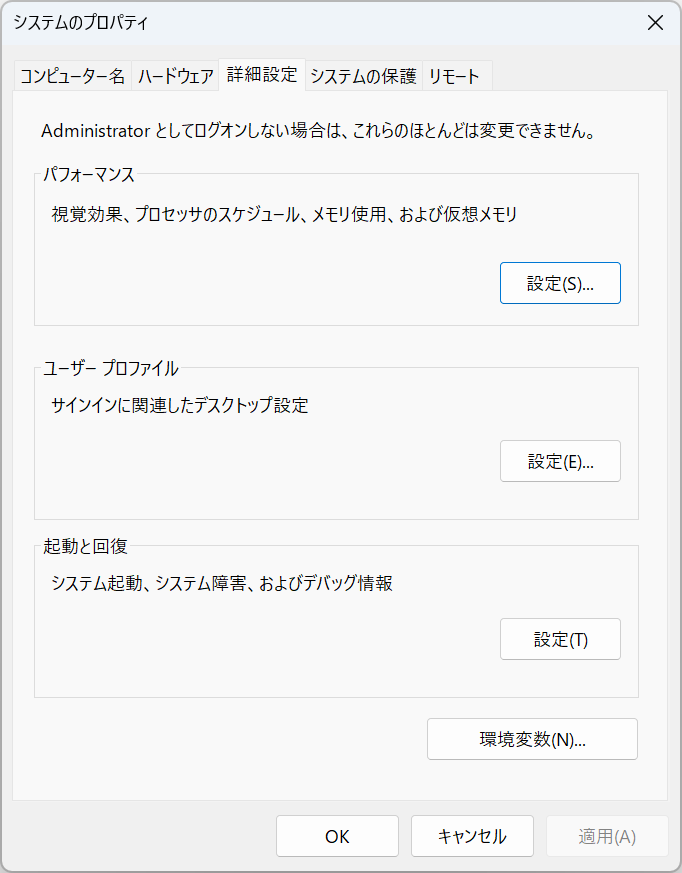 システムのプロパティ
コンピューター名 ハードウェア 詳細設定 システムの保護 リモート
Administrator としてログオンしない場合は、これらのほとんどは変更できません。
パフォーマンス
視覚効果、プロセッサのスケジュール、メモリ使用、および仮想メモリ
設定(S)...
ユーザー プロファイル
サインインに関連したデスクトップ設定
設定(E)...
起動と回復
システム起動、システム障害、およびデバッグ情報
設定(T)
環境変数(N)...
OK キャンセル 適用(A)